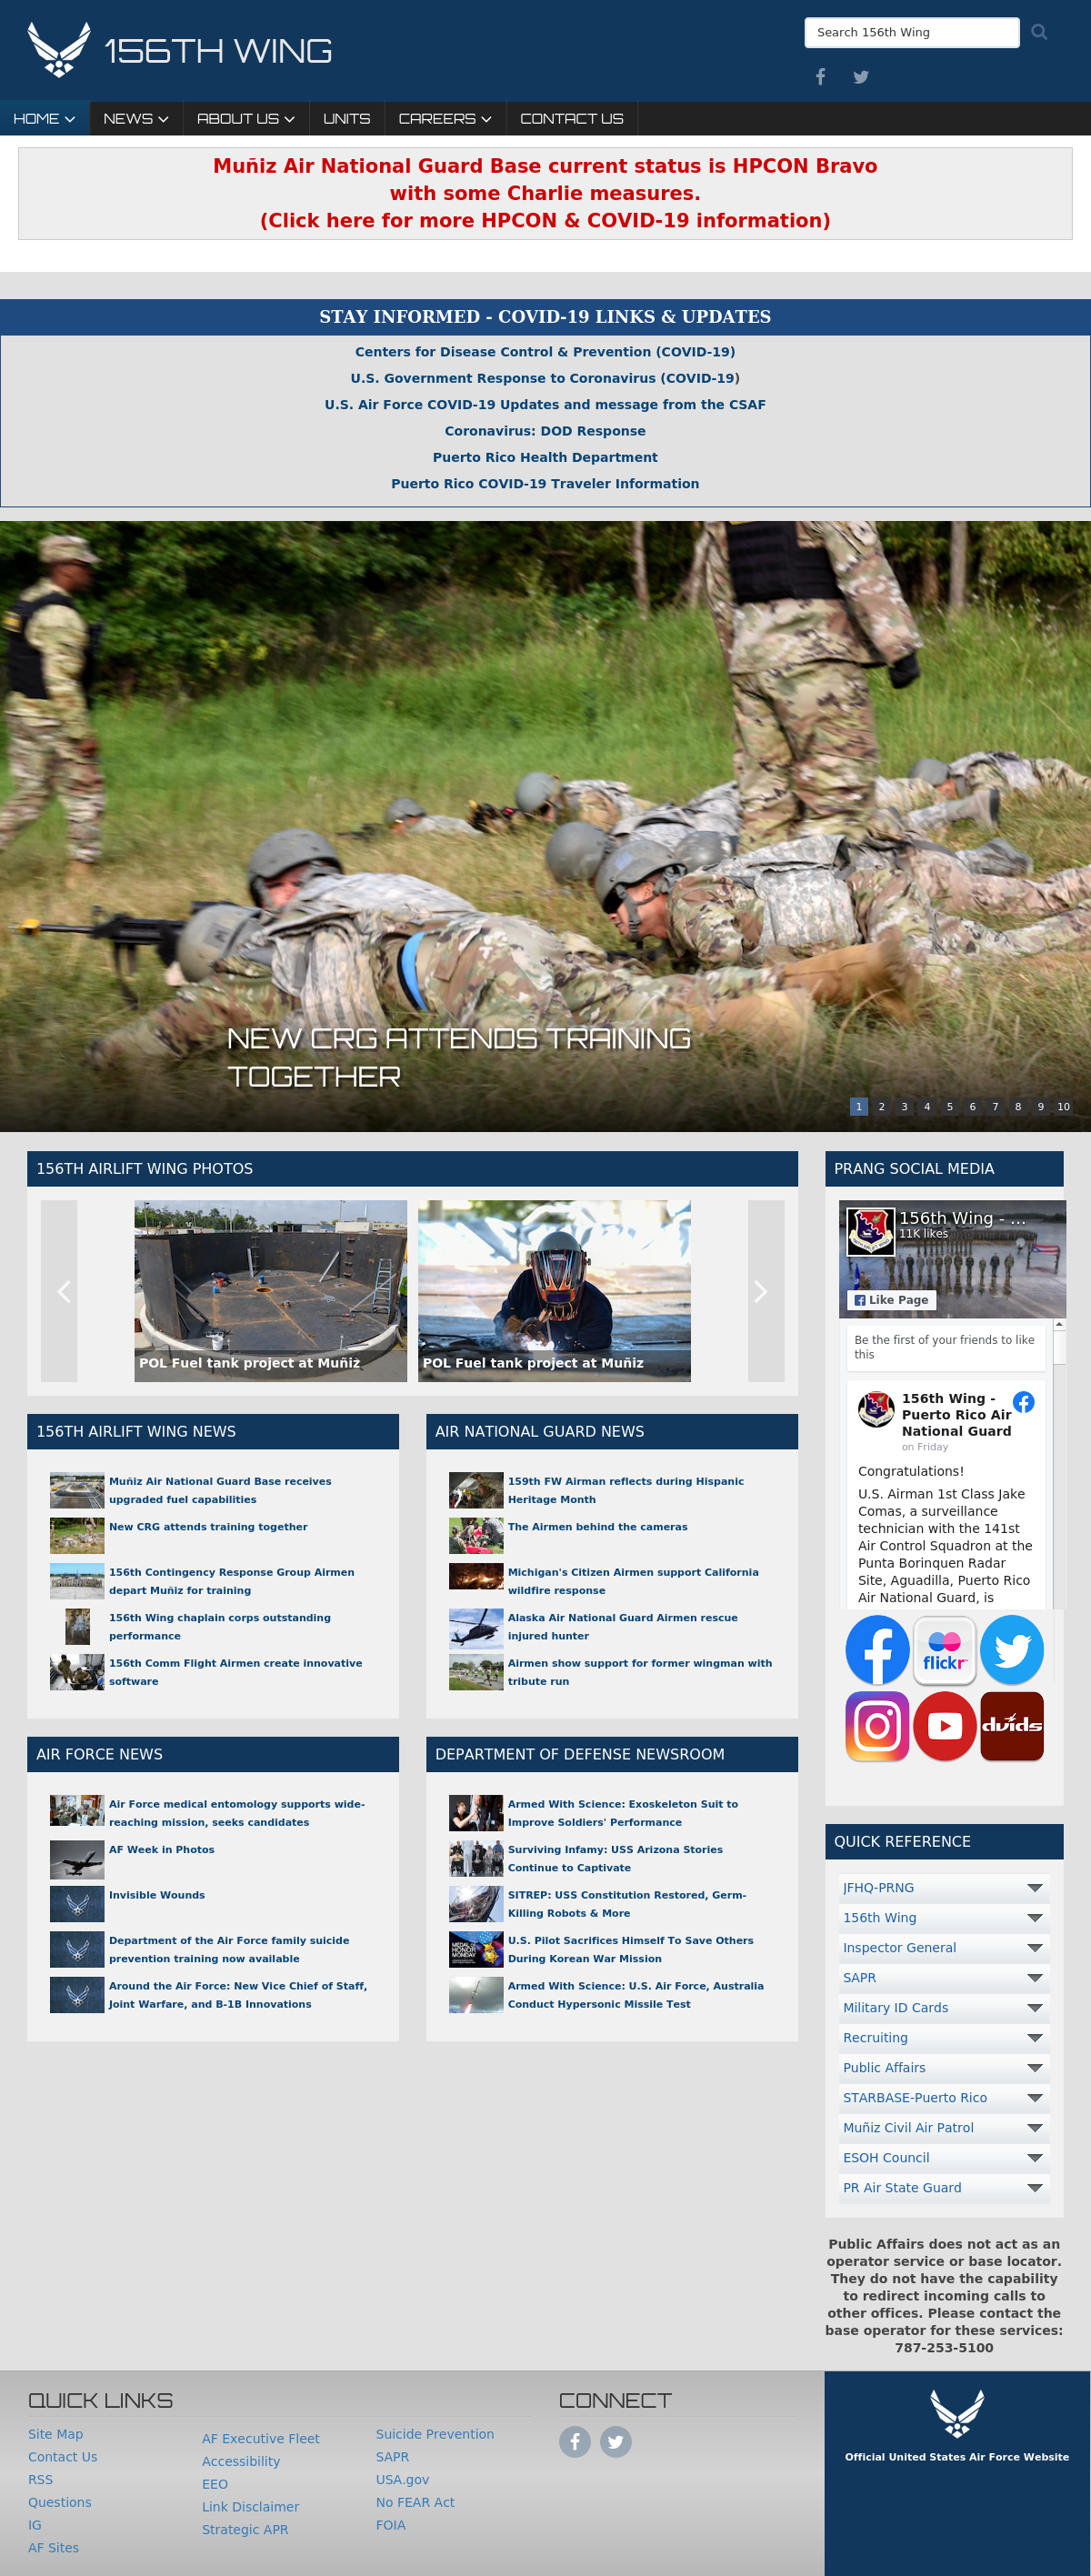 156TH WING
Search 156th Wing
HOME
NEWS
ABOUT US
UNITS
CAREERS
CONTACT US
Muñiz Air National Guard Base current status is HPCON Bravo
with some Charlie measures.
(Click here for more HPCON & COVID-19 information)
STAY INFORMED - COVID-19 LINKS & UPDATES
Centers for Disease Control & Prevention (COVID-19)
U.S. Government Response to Coronavirus (COVID-19)
U.S. Air Force COVID-19 Updates and message from the CSAF
Coronavirus: DOD Response
Puerto Rico Health Department
Puerto Rico COVID-19 Traveler Information
NEW CRG ATTENDS TRAINING
TOGETHER
1 2 3 4 5 6 7 8 9 10
156TH AIRLIFT WING PHOTOS
POL Fuel tank project at Muñiz
POL Fuel tank project at Muñiz
156TH AIRLIFT WING NEWS
Muñiz Air National Guard Base receives
upgraded fuel capabilities
New CRG attends training together
156th Contingency Response Group Airmen
depart Muñiz for training
156th Wing chaplain corps outstanding
performance
156th Comm Flight Airmen create innovative
software
AIR NATIONAL GUARD NEWS
159th FW Airman reflects during Hispanic
Heritage Month
The Airmen behind the cameras
Michigan's Citizen Airmen support California
wildfire response
Alaska Air National Guard Airmen rescue
injured hunter
Airmen show support for former wingman with
tribute run
AIR FORCE NEWS
Air Force medical entomology supports wide-
reaching mission, seeks candidates
AF Week in Photos
Invisible Wounds
Department of the Air Force family suicide
prevention training now available
Around the Air Force: New Vice Chief of Staff,
Joint Warfare, and B-1B Innovations
DEPARTMENT OF DEFENSE NEWSROOM
Armed With Science: Exoskeleton Suit to
Improve Soldiers' Performance
Surviving Infamy: USS Arizona Stories
Continue to Captivate
SITREP: USS Constitution Restored, Germ-
Killing Robots & More
MEDAL OF
HONOR
MONDAY
U.S. Pilot Sacrifices Himself To Save Others
During Korean War Mission
Armed With Science: U.S. Air Force, Australia
Conduct Hypersonic Missile Test
PRANG SOCIAL MEDIA
156th Wing - ...
11K likes
Like Page
Be the first of your friends to like
this
156th Wing -
Puerto Rico Air
National Guard
on Friday
Congratulations!
U.S. Airman 1st Class Jake
Comas, a surveillance
technician with the 141st
Air Control Squadron at the
Punta Borinquen Radar
Site, Aguadilla, Puerto Rico
Air National Guard, is
flickr
dvids
QUICK REFERENCE
JFHQ-PRNG
156th Wing
Inspector General
SAPR
Military ID Cards
Recruiting
Public Affairs
STARBASE-Puerto Rico
Muñiz Civil Air Patrol
ESOH Council
PR Air State Guard
Public Affairs does not act as an
operator service or base locator.
They do not have the capability
to redirect incoming calls to
other offices. Please contact the
base operator for these services:
787-253-5100
QUICK LINKS
Site Map
Contact Us
RSS
Questions
IG
AF Sites
AF Executive Fleet
Accessibility
EEO
Link Disclaimer
Strategic APR
Suicide Prevention
SAPR
USA.gov
No FEAR Act
FOIA
CONNECT
Official United States Air Force Website